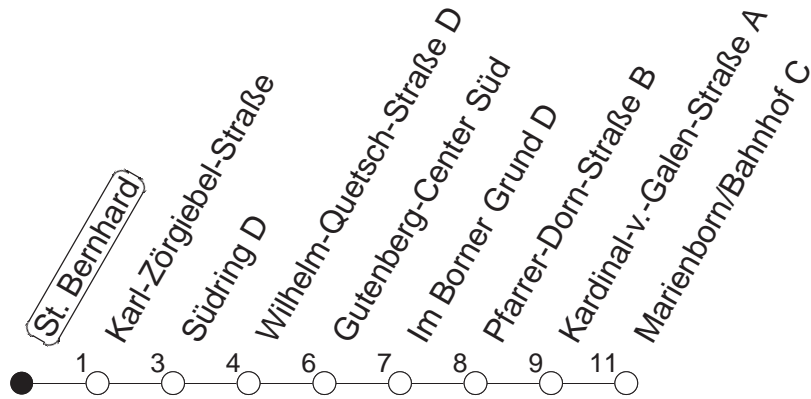 St. Bernhard
Karl-Zörgiebel-Straße
Südring D
Wilhelm-Quetsch-Straße D
Gutenberg-Center Süd
Im Borner Grund D
Pfarrer-Dorn-Straße B
Kardinal-v.-Galen-Straße A
Marienborn/Bahnhof C
1 3 4 6 7 8 9 11